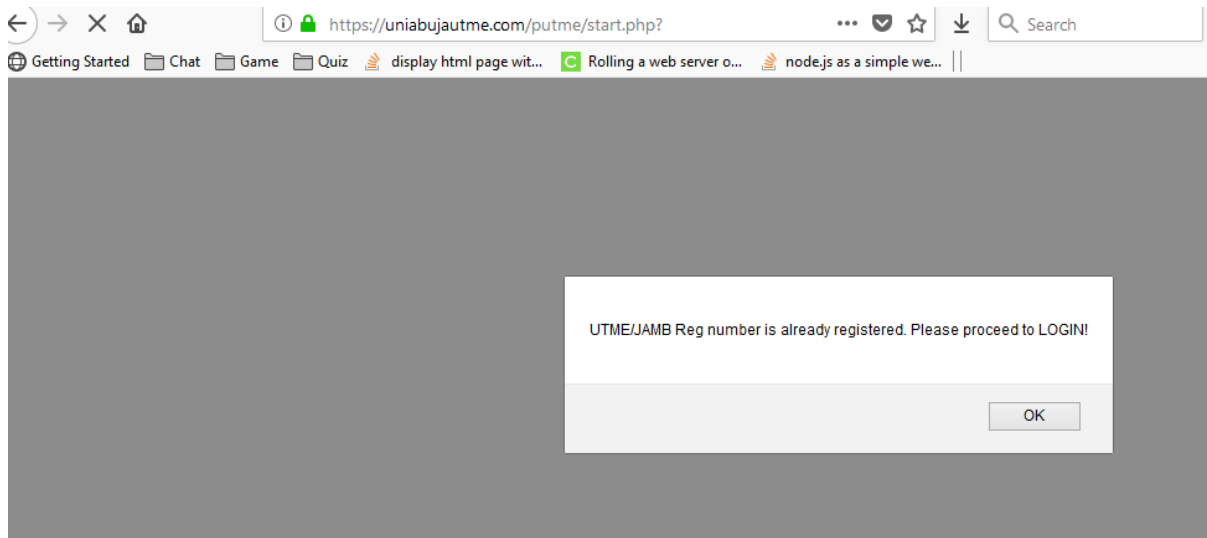 https://uniabujautme.com/putme/start.php?
Search
Getting Started Chat Game Quiz display html page wit... Rolling a web server o... node.js as a simple we...
UTME/JAMB Reg number is already registered. Please proceed to LOGIN!
OK